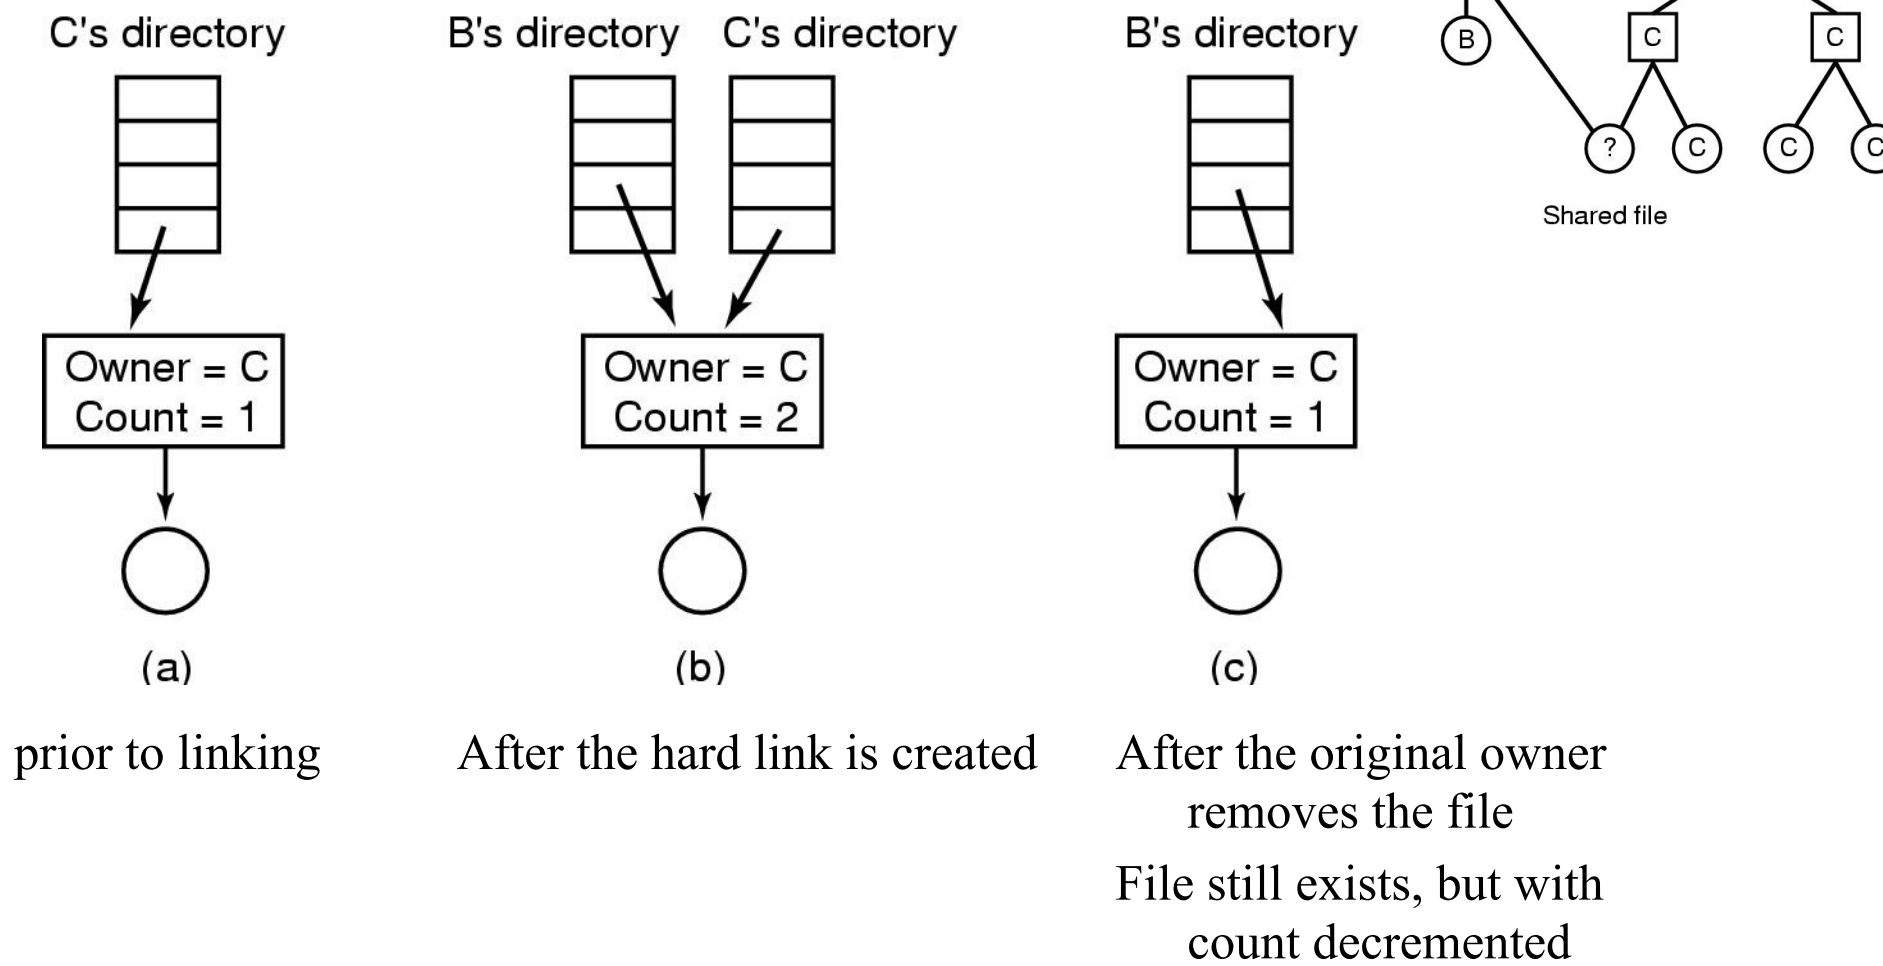 C's directory
B's directory
C's directory
B's directory
B
C
C
?
C
C
C
Shared file
Owner = C
Count = 1
Owner = C
Count = 2
Owner = C
Count = 1
(a)
(b)
(c)
prior to linking
After the hard link is created
After the original owner
removes the file
File still exists, but with
count decremented